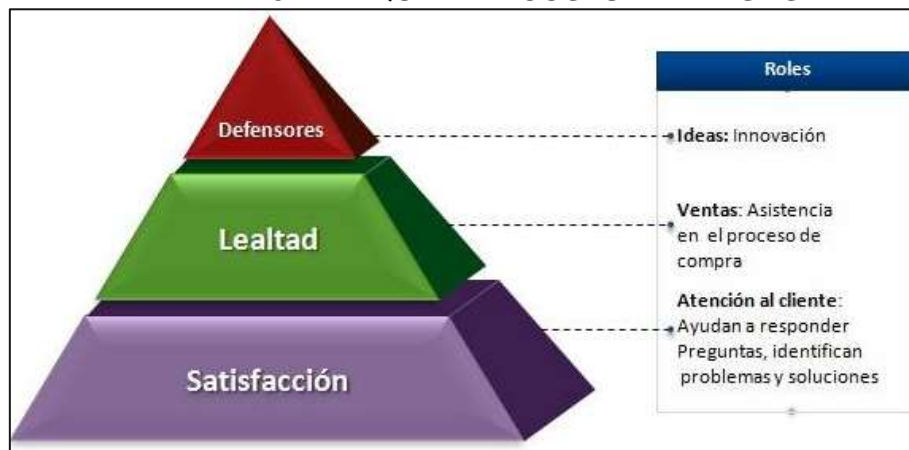 Defensores
Lealtad
Satisfacción
Roles
Ideas: Innovación
Ventas: Asistencia
en el proceso de
compra
Atención al cliente:
Ayudan a responder
Preguntas, identifican
problemas y soluciones